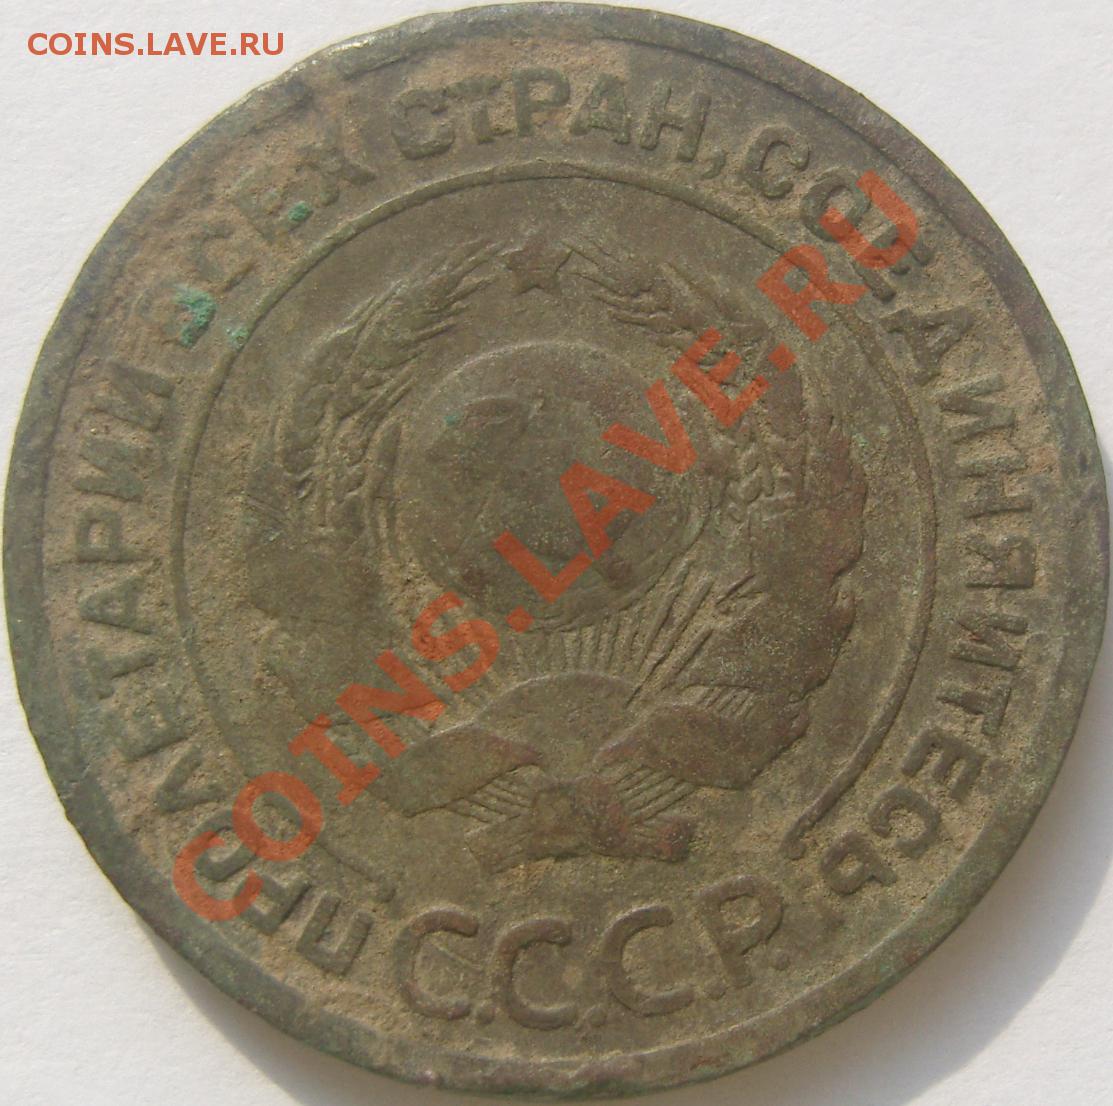 COINS.LAVE.RU
ПРОЛЕТАРИИ ВСЕХ СТРАН, СОЕДИНЯЙТЕСЬ!
С.С.С.Р.
COINS.LAVE.RU